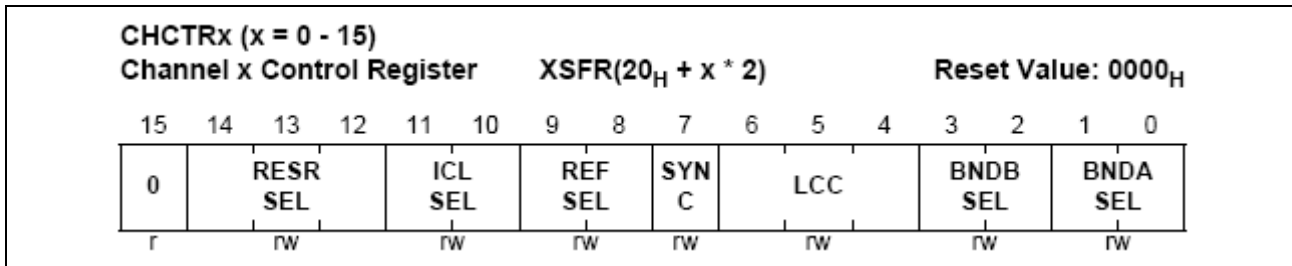 CHCTRx (x = 0 - 15)
Channel x Control Register XSFR(20H + x * 2) Reset Value: 0000H
15 14 13 12 11 10 9 8 7 6 5 4 3 2 1 0
0 RESR SEL ICL SEL REF SEL SYN C LCC BNDB SEL BNDA SEL
r rw rw rw rw rw rw rw